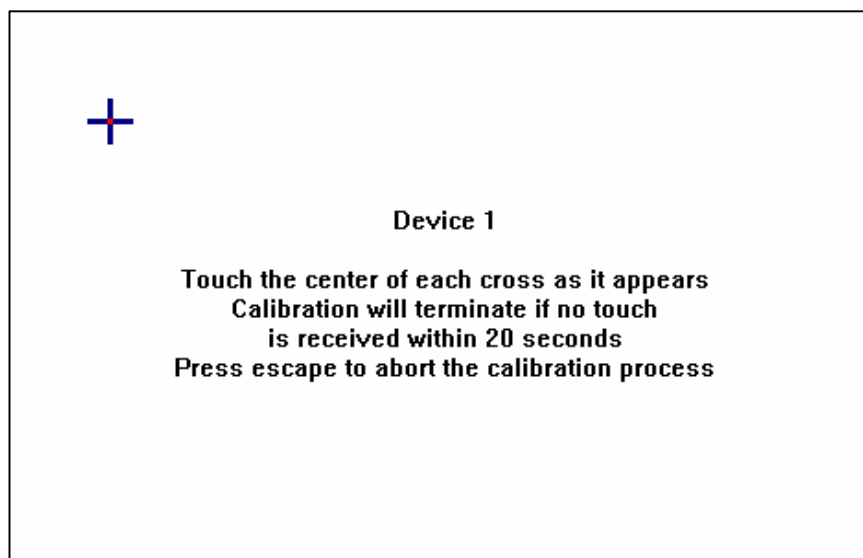 Device 1
Touch the center of each cross as it appears
Calibration will terminate if no touch
is received within 20 seconds
Press escape to abort the calibration process